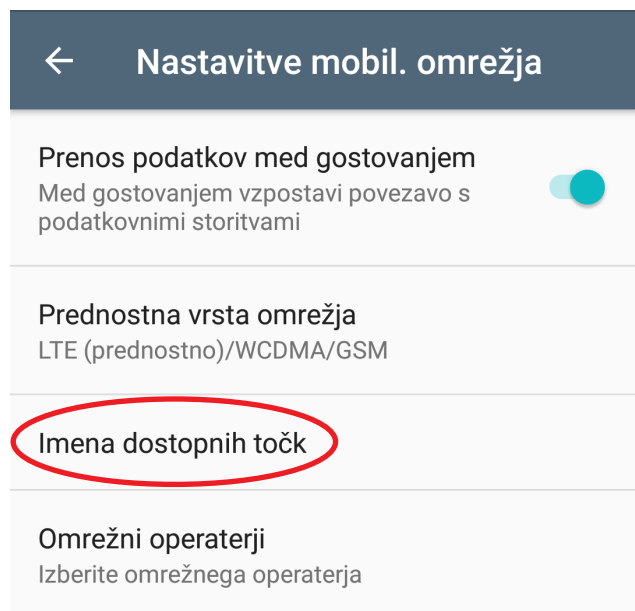 Nastavitve mobil. omrežja
Prenos podatkov med gostovanjem
Med gostovanjem vzpostavi povezavo s
podatkovnimi storitvami
Prednostna vrsta omrežja
LTE (prednostno)/WCDMA/GSM
Imena dostopnih točk
Omrežni operaterji
Izberite omrežnega operaterja